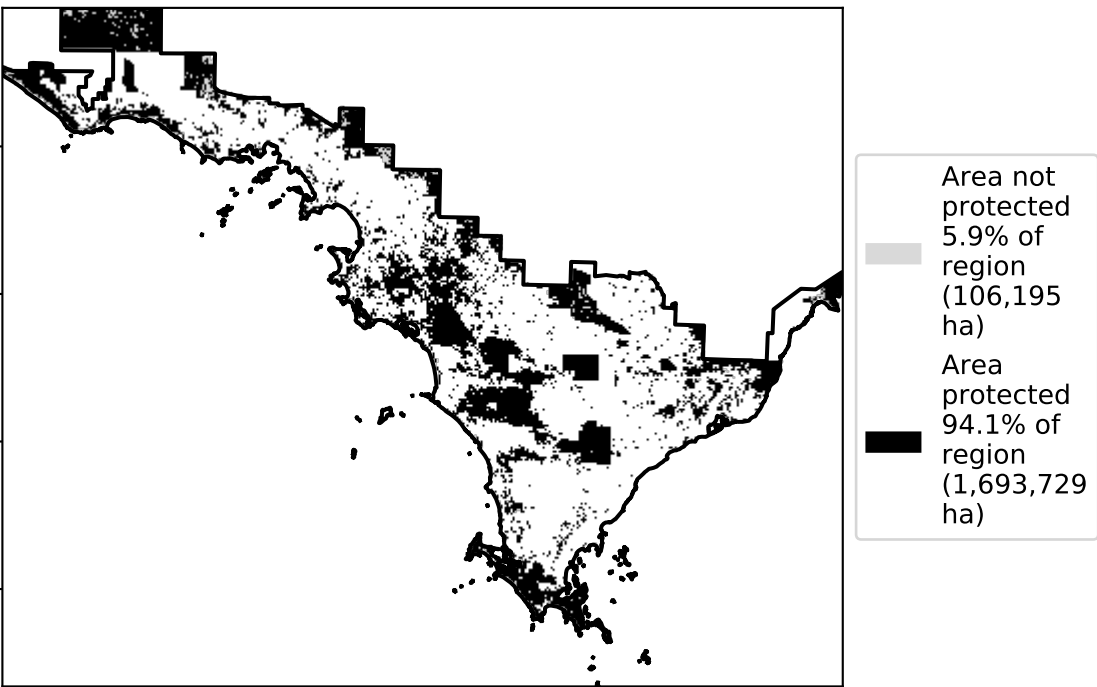 Area not
protected
5.9% of
region
(106,195
ha)
Area
protected
94.1% of
region
(1,693,729
ha)